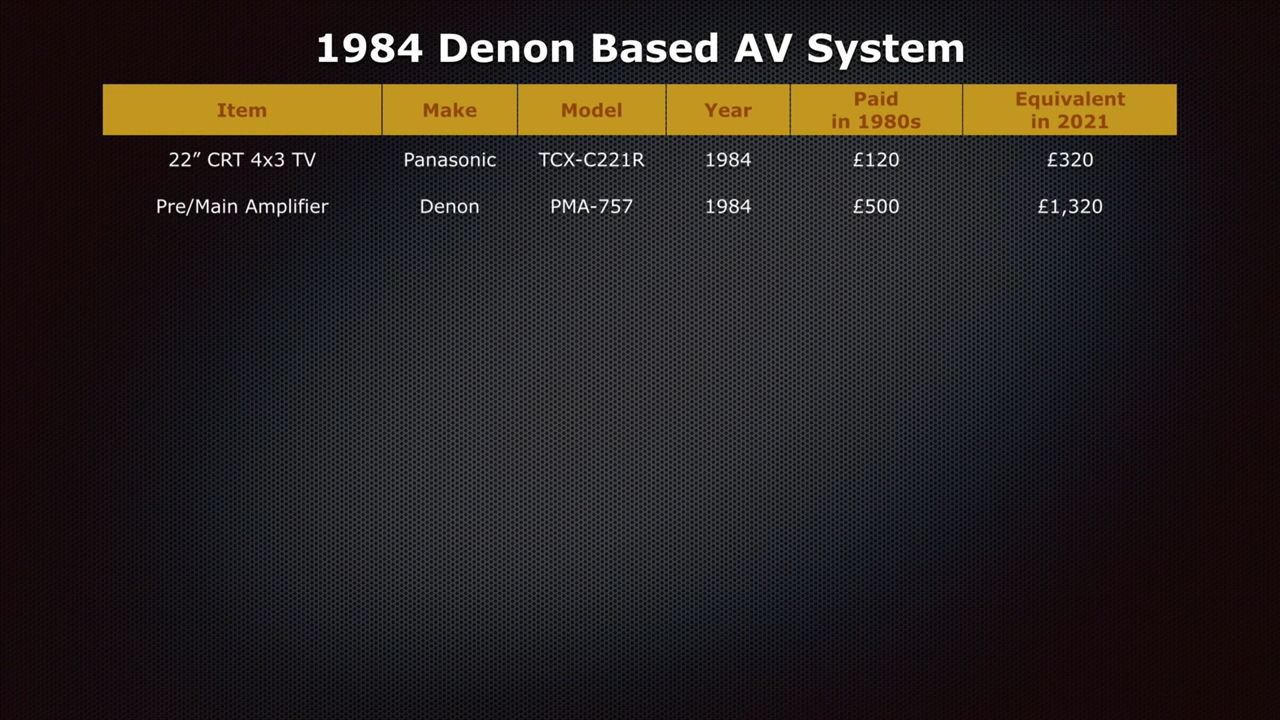 1984 Denon Based AV System
Item Make Model Year Paid in 1980s Equivalent in 2021
22” CRT 4x3 TV Panasonic TCX-C221R 1984 £120 £320
Pre/Main Amplifier Denon PMA-757 1984 £500 £1,320